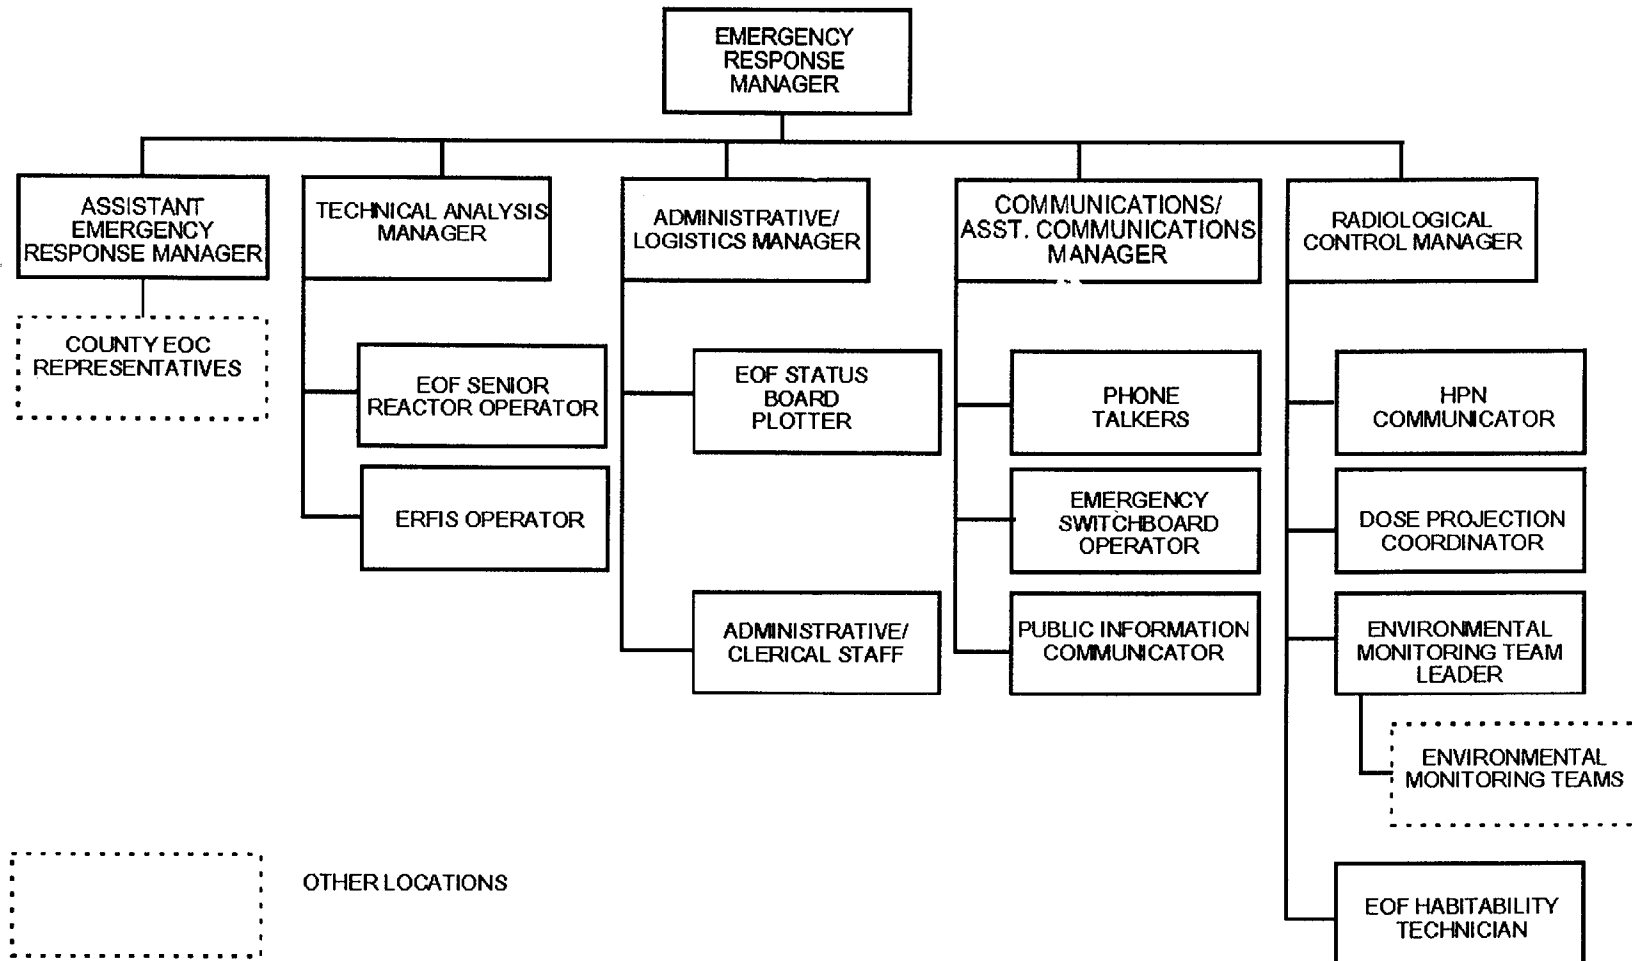 EMERGENCY
RESPONSE
MANAGER
ASSISTANT
EMERGENCY
RESPONSE MANAGER
TECHNICAL ANALYSIS
MANAGER
ADMINISTRATIVE/
LOGISTICS MANAGER
COMMUNICATIONS/
ASST. COMMUNICATIONS
MANAGER
RADIOLOGICAL
CONTROL MANAGER
COUNTY EOC
REPRESENTATIVES
EOF SENIOR
REACTOR OPERATOR
EOF STATUS
BOARD
PLOTTER
PHONE
TALKERS
HPN
COMMUNICATOR
ERFIS OPERATOR
EMERGENCY
SWITCHBOARD
OPERATOR
DOSE PROJECTION
COORDINATOR
ADMINISTRATIVE/
CLERICAL STAFF
PUBLIC INFORMATION
COMMUNICATOR
ENVIRONMENTAL
MONITORING TEAM
LEADER
ENVIRONMENTAL
MONITORING TEAMS
OTHER LOCATIONS
EOF HABITABILITY
TECHNICIAN